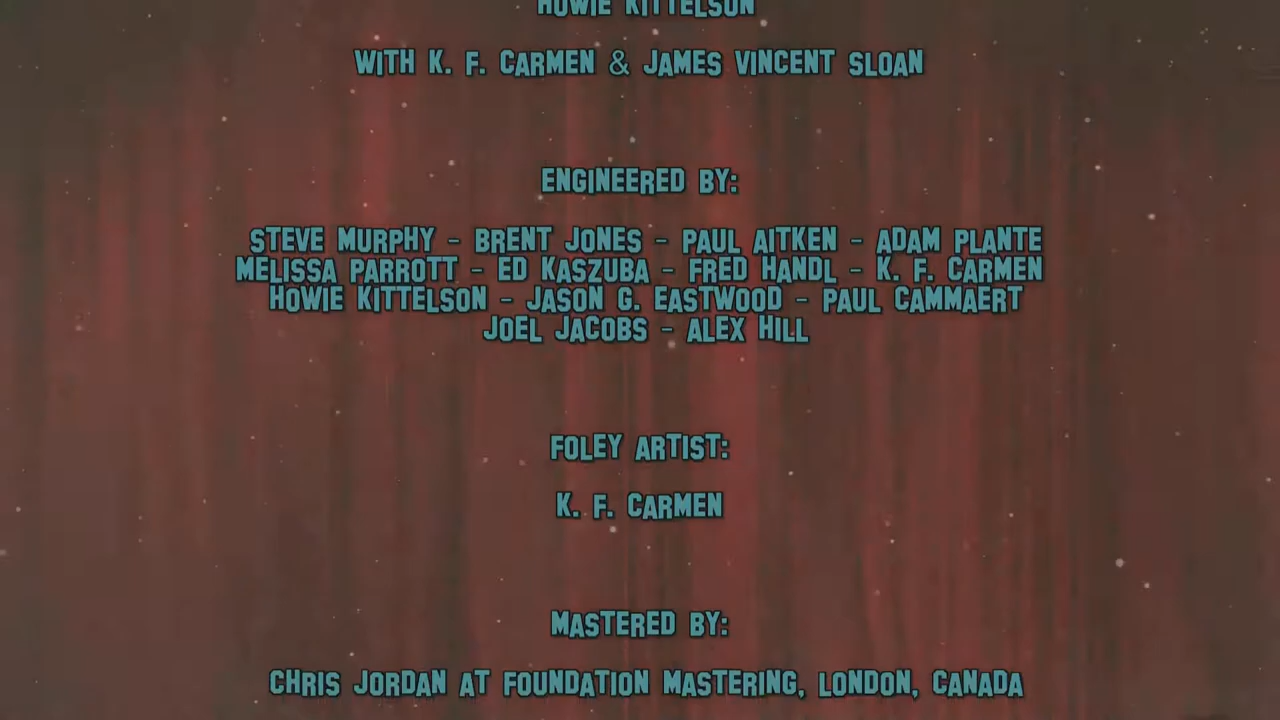 HOWIE KITTELSON
WITH K. F. CARMEN & JAMES VINCENT SLOAN
ENGINEERED BY:
STEVE MURPHY - BRENT JONES - PAUL AITKEN - ADAM PLANTE
MELISSA PARROTT - ED KASZUBA - FRED HANDL - K. F. CARMEN
HOWIE KITTELSON - JASON G. EASTWOOD - PAUL CAMMAERT
JOEL JACOBS - ALEX HILL
FOLEY ARTIST:
K. F. CARMEN
MASTERED BY:
CHRIS JORDAN AT FOUNDATION MASTERING, LONDON, CANADA